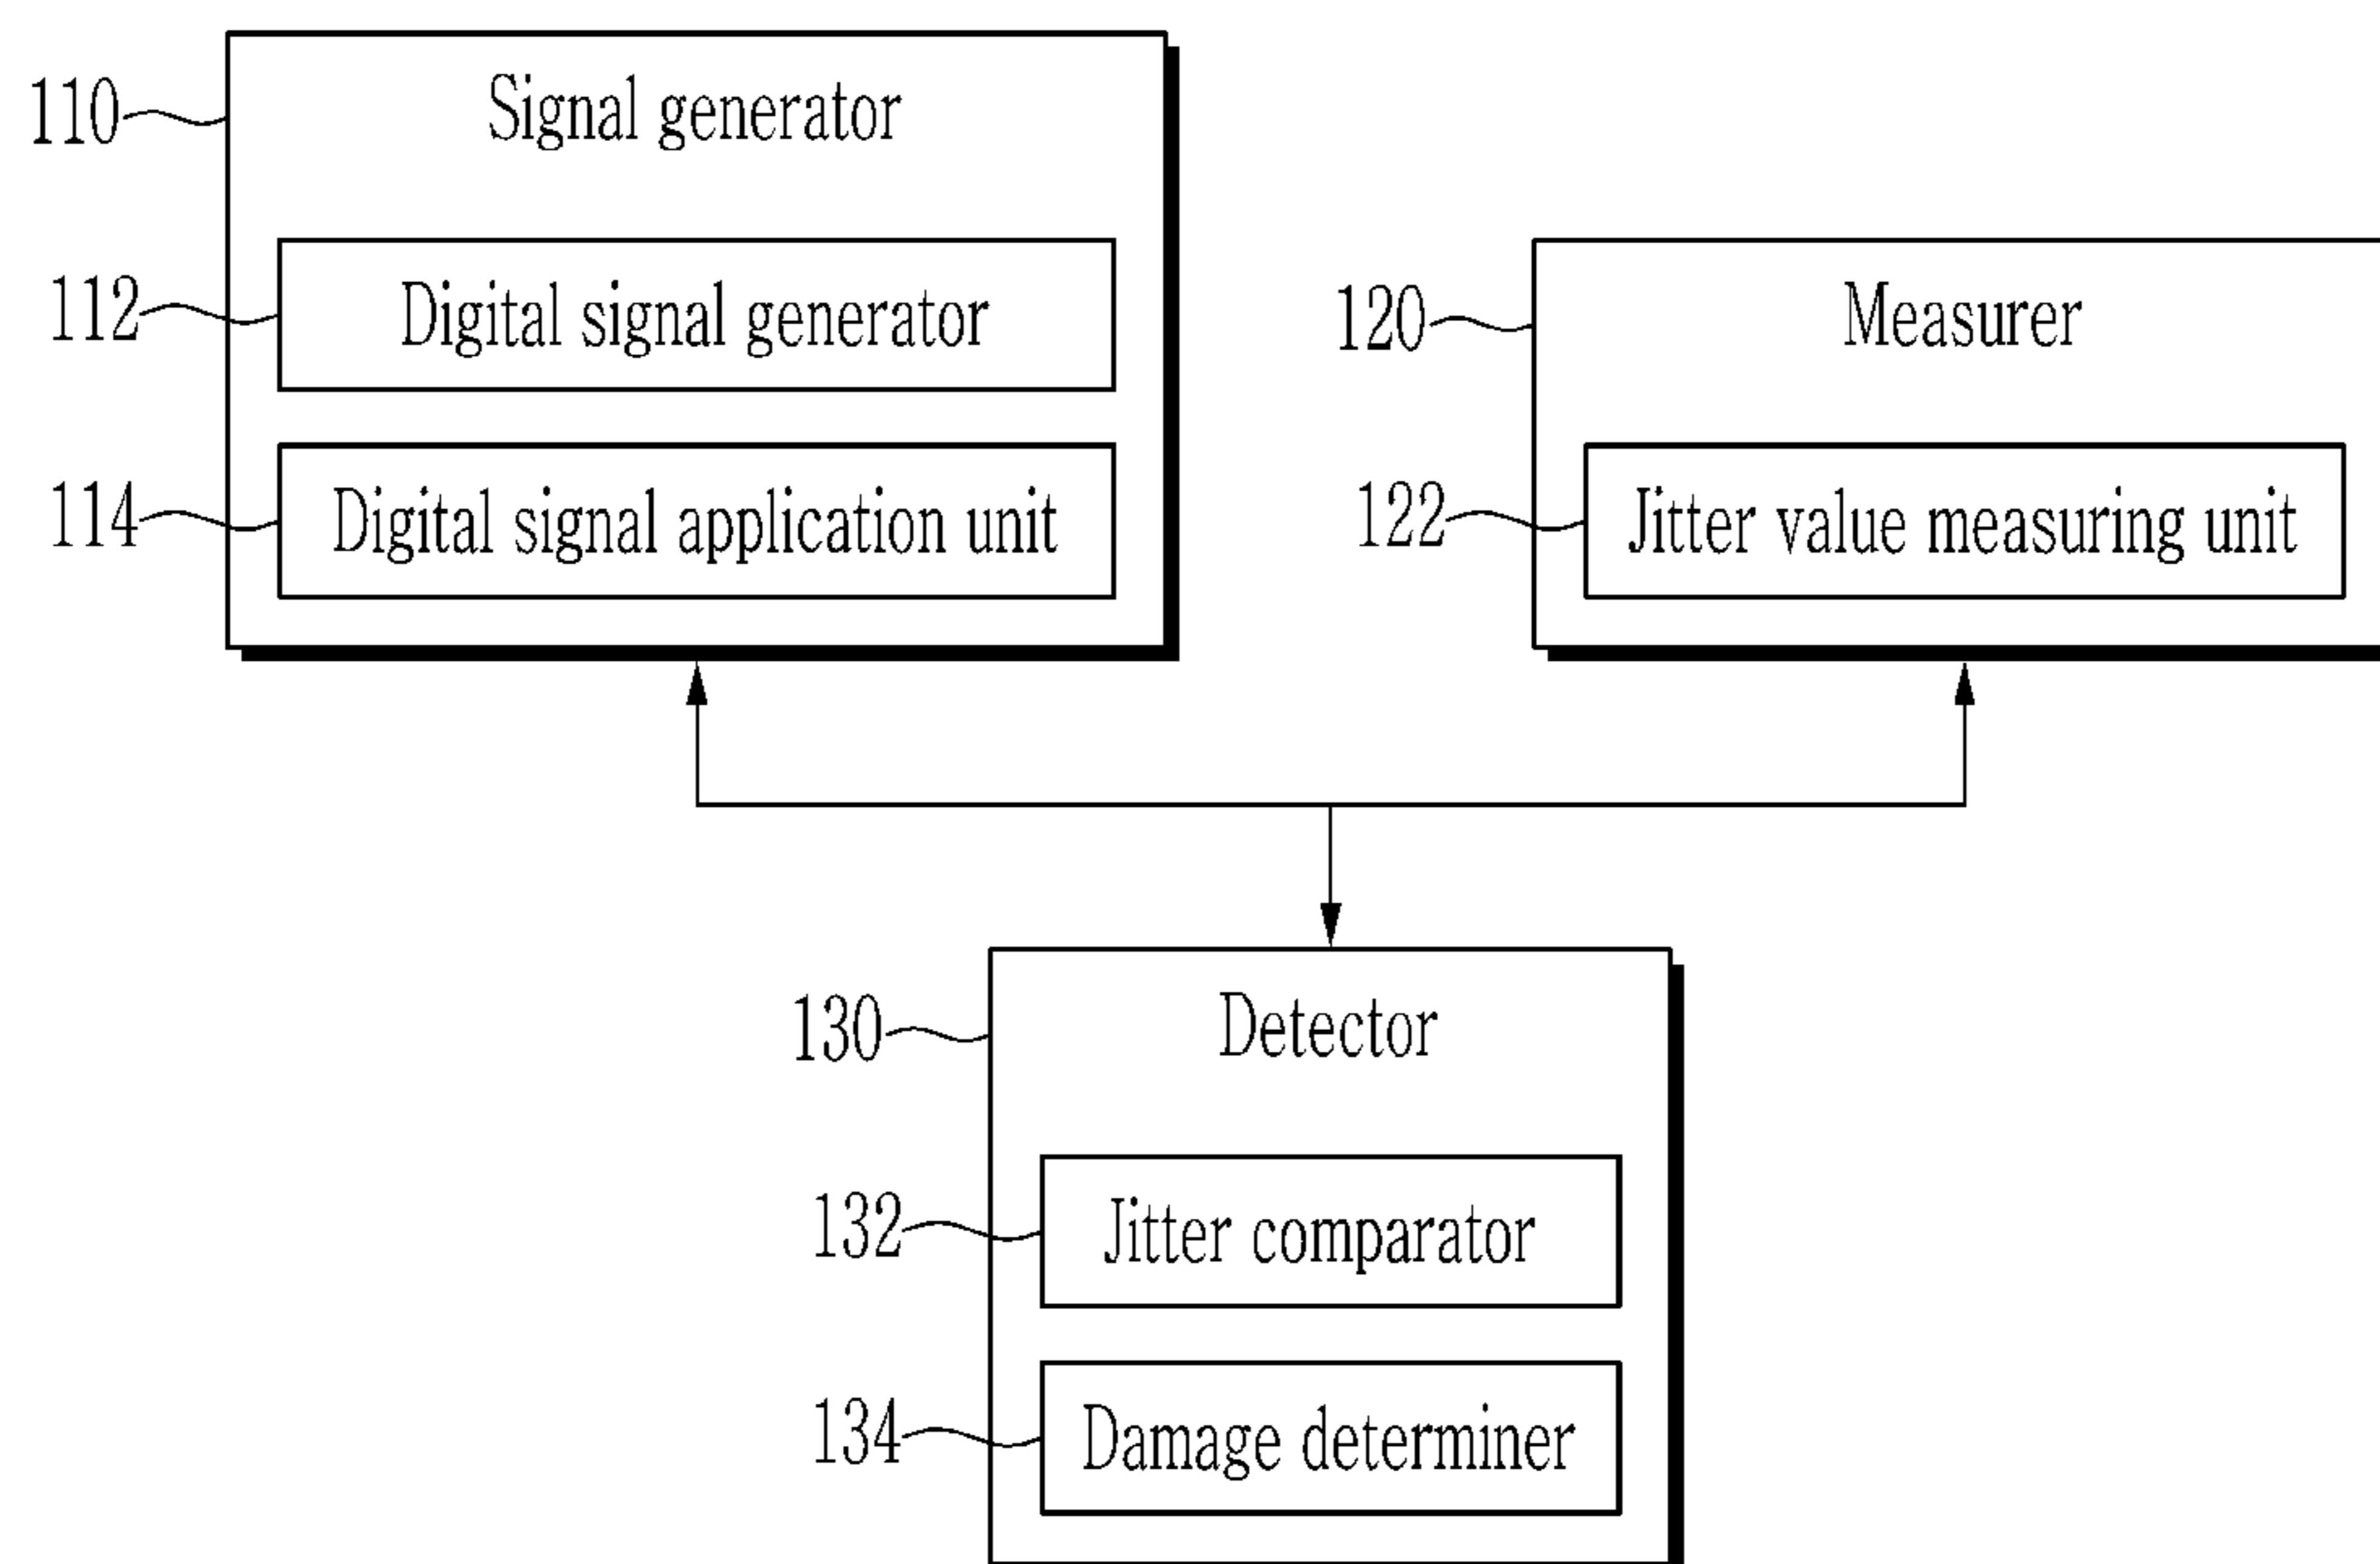 110
Signal generator
112
Digital signal generator
114
Digital signal application unit
120
Measurer
122
Jitter value measuring unit
130
Detector
132
Jitter comparator
134
Damage determiner